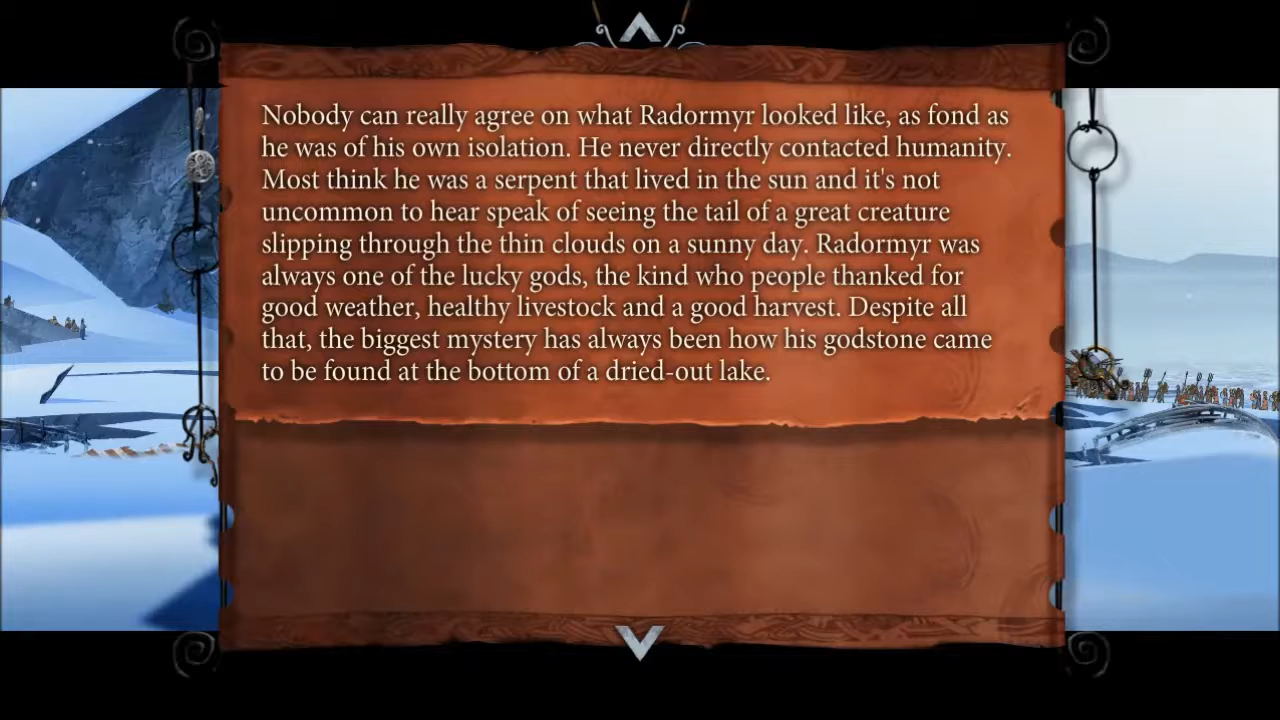 Nobody can really agree on what Radormyr looked like, as fond as
he was of his own isolation. He never directly contacted humanity.
Most think he was a serpent that lived in the sun and it's not
uncommon to hear speak of seeing the tail of a great creature
slipping through the thin clouds on a sunny day. Radormyr was
always one of the lucky gods, the kind who people thanked for
good weather, healthy livestock and a good harvest. Despite all
that, the biggest mystery has always been how his godstone came
to be found at the bottom of a dried-out lake.